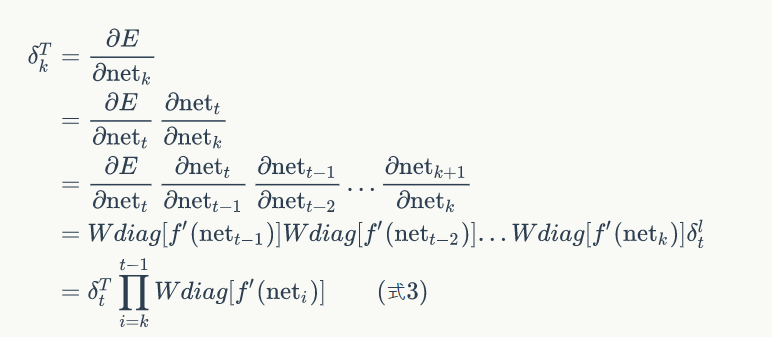 δ_k^T = ∂E/∂net_k
= ∂E/∂net_t ∂net_t/∂net_k
= ∂E/∂net_t ∂net_t/∂net_{t−1} ∂net_{t−1}/∂net_{t−2} … ∂net_{k+1}/∂net_k
= Wdiag[f′(net_{t−1})]Wdiag[f′(net_{t−2})]…Wdiag[f′(net_k)]δ_t^l
= δ_t^T ∏_{i=k}^{t−1} Wdiag[f′(net_i)] (式3)